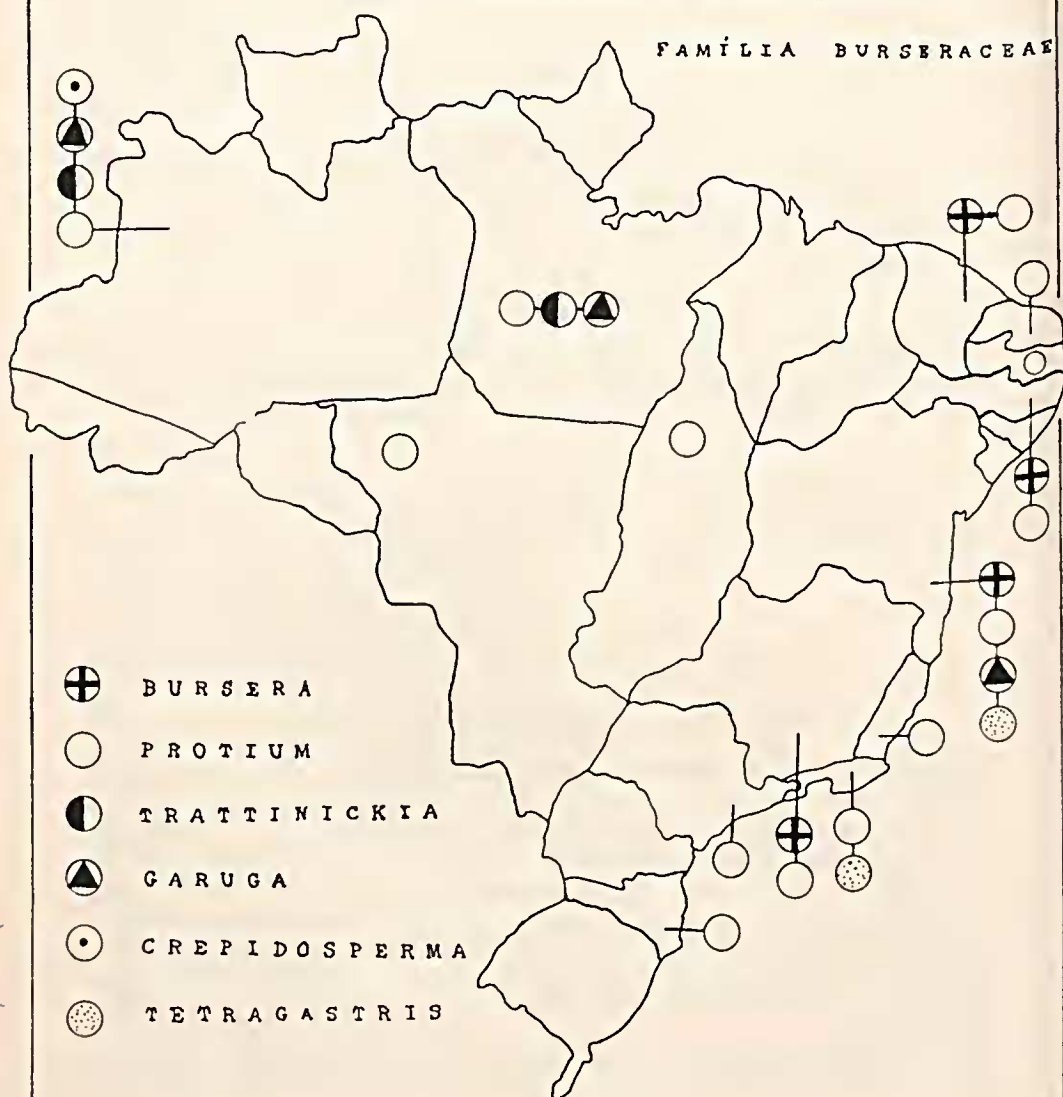 FAMÍLIA BURSERACEAE
BURSERA
PROTIUM
TRATTINICKIA
GARUGA
CREPIDOSPERMA
TETRAGASTRIS